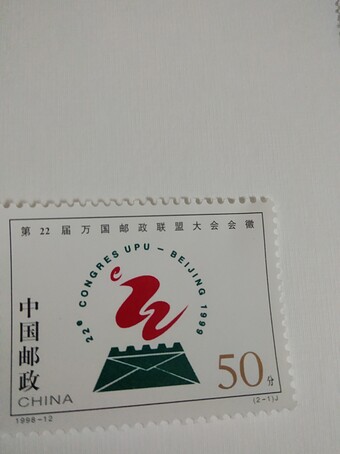 第 22 届万国邮政联盟大会会徽
22e CONGRES UPU - BEIJING 1999
中国邮政
CHINA
50分
1998-12
(2-1)J